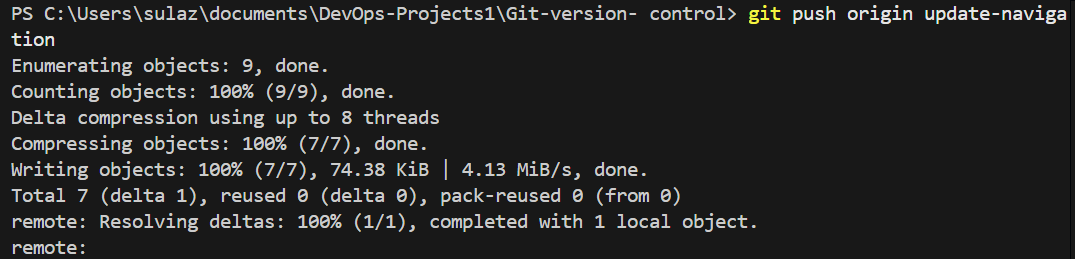 PS C:\Users\sulaz\documents\DevOps-Projects1\Git-version- control> git push origin update-naviga
tion
Enumerating objects: 9, done.
Counting objects: 100% (9/9), done.
Delta compression using up to 8 threads
Compressing objects: 100% (7/7), done.
Writing objects: 100% (7/7), 74.38 KiB | 4.13 MiB/s, done.
Total 7 (delta 1), reused 0 (delta 0), pack-reused 0 (from 0)
remote: Resolving deltas: 100% (1/1), completed with 1 local object.
remote: